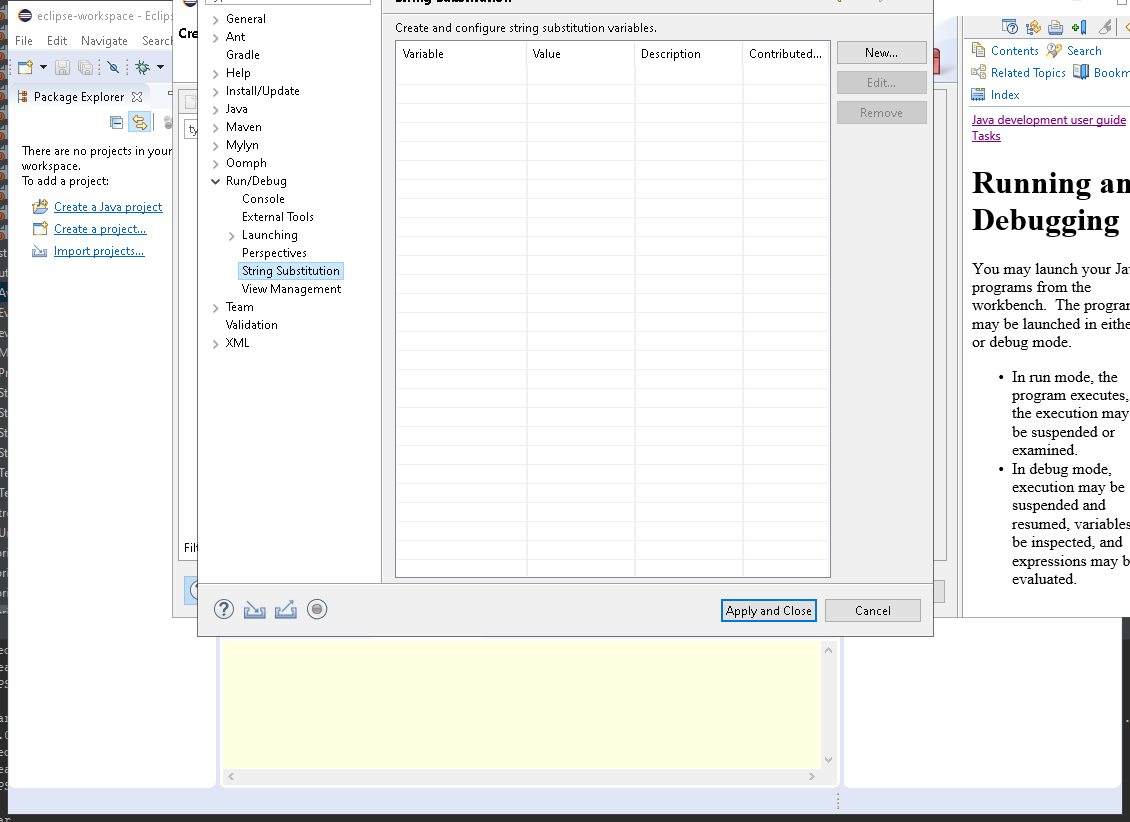 eclipse-workspace - Eclips
File Edit Navigate Search
Package Explorer
There are no projects in your
workspace.
To add a project:
Create a Java project
Create a project...
Import projects...
Cre
ty
Filt
General
Ant
Gradle
Help
Install/Update
Java
Maven
Mylyn
Oomph
Run/Debug
Console
External Tools
Launching
Perspectives
String Substitution
View Management
Team
Validation
XML
String Substitution
Create and configure string substitution variables.
Variable Value Description Contributed...
New...
Edit...
Remove
Apply and Close
Cancel
Contents Search
Related Topics Bookm
Index
Java development user guide
Tasks
Running an
Debugging
You may launch your Jav
programs from the
workbench. The program
may be launched in eithe
or debug mode.
• In run mode, the
program executes,
the execution may
be suspended or
examined.
• In debug mode,
execution may be
suspended and
resumed, variables
be inspected, and
expressions may b
evaluated.